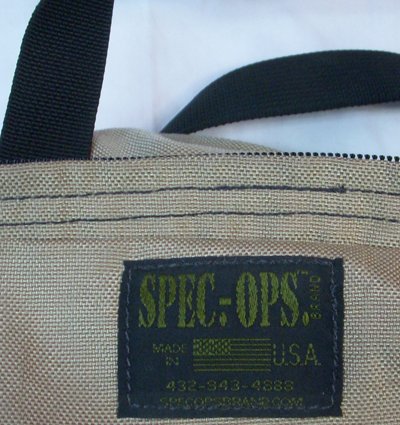 SPEC.-OPS.
BRAND
MADE IN U.S.A.
432-943-4888
SPECOPSBRAND.COM